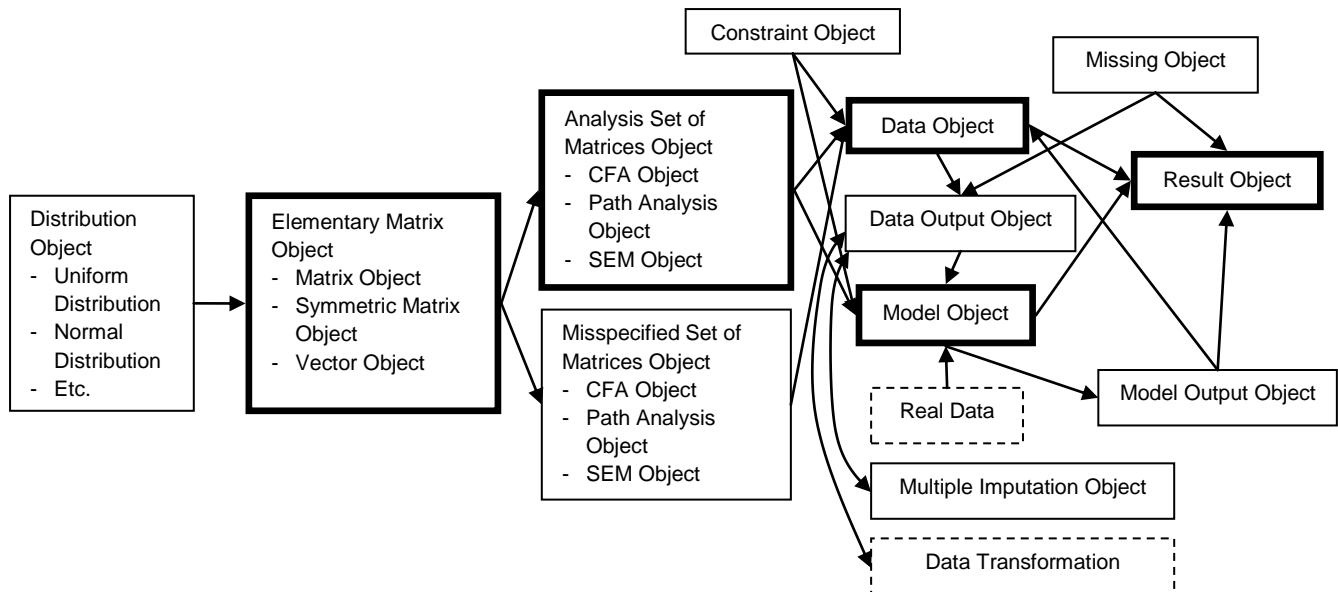 Constraint Object
Missing Object
Analysis Set of
Matrices Object
- CFA Object
- Path Analysis
Object
- SEM Object
Data Object
Result Object
Distribution
Object
- Uniform
Distribution
- Normal
Distribution
- Etc.
Elementary Matrix
Object
- Matrix Object
- Symmetric Matrix
Object
- Vector Object
Data Output Object
Model Object
Misspecified Set of
Matrices Object
- CFA Object
- Path Analysis
Object
- SEM Object
Real Data
Model Output Object
Multiple Imputation Object
Data Transformation